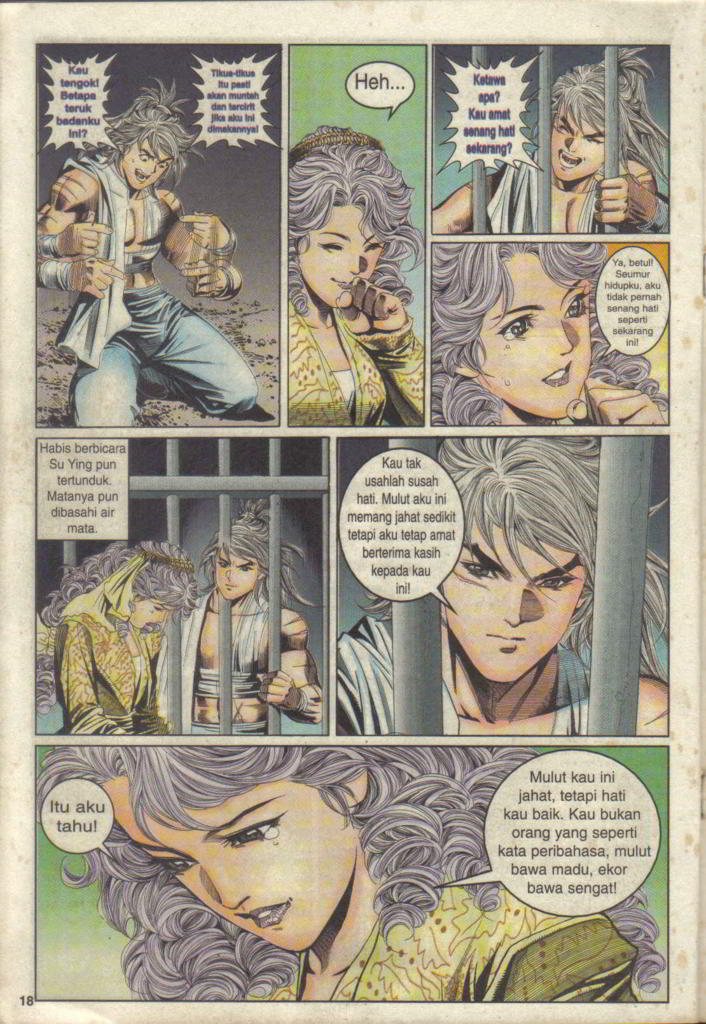 Kau
tengok!
Betapa
teruk
badanku
ini?
Tikus-tikus
itu pasti
akan muntah
dan tercirit
jika aku ini
dimakannya!
Heh...
Ketawa
apa?
Kau amat
senang hati
sekarang?
Ya, betul!
Seumur
hidupku, aku
tidak pernah
senang hati
seperti
sekarang
ini!
Habis berbicara
Su Ying pun
tertunduk.
Matanya pun
dibasahi air
mata.
Kau tak
usahlah susah
hati. Mulut aku ini
memang jahat sedikit
tetapi aku tetap amat
berterima kasih
kepada kau
ini!
Itu aku
tahu!
Mulut kau ini
jahat, tetapi hati
kau baik. Kau bukan
orang yang seperti
kata peribahasa, mulut
bawa madu, ekor
bawa sengat!
18